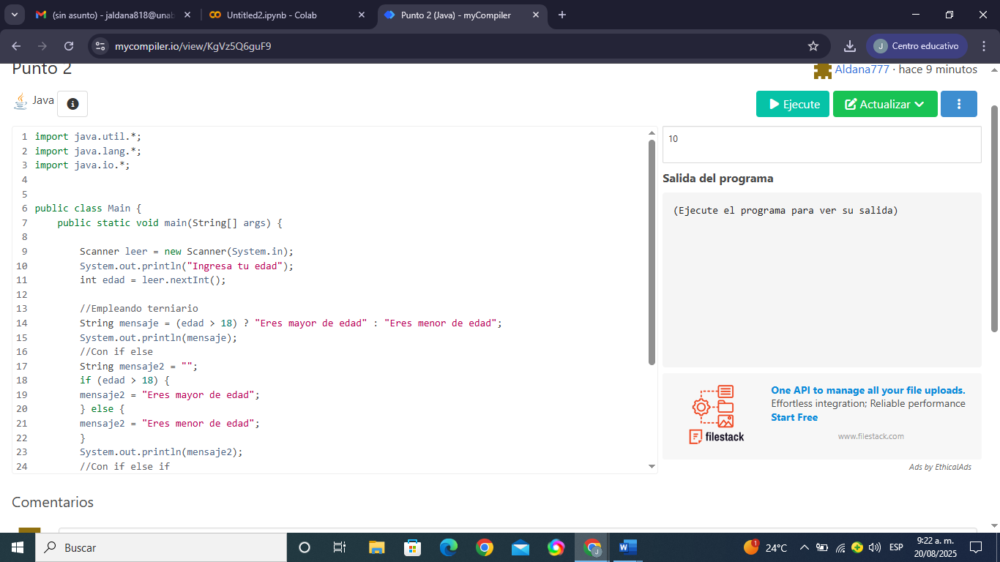 (sin asunto) - jaldana818@unab
Untitled2.ipynb - Colab
Punto 2 (Java) - myCompiler
mycompiler.io/view/KgVz5Q6guF9
J Centro educativo
Punto 2
Aldana777 · hace 9 minutos
Java
Ejecute
Actualizar
1 import java.util.*;
2 import java.lang.*;
3 import java.io.*;
4
5
6 public class Main {
7 public static void main(String[] args) {
8
9 Scanner leer = new Scanner(System.in);
10 System.out.println("Ingresa tu edad");
11 int edad = leer.nextInt();
12
13 //Empleando terniario
14 String mensaje = (edad > 18) ? "Eres mayor de edad" : "Eres menor de edad";
15 System.out.println(mensaje);
16 //Con if else
17 String mensaje2 = "";
18 if (edad > 18) {
19 mensaje2 = "Eres mayor de edad";
20 } else {
21 mensaje2 = "Eres menor de edad";
22 }
23 System.out.println(mensaje2);
24 //Con if else if
10
Salida del programa
(Ejecute el programa para ver su salida)
One API to manage all your file uploads.
Effortless integration; Reliable performance
Start Free
filestack
www.filestack.com
Ads by EthicalAds
Comentarios
Buscar
1
24°C
ESP
9:22 a. m.
20/08/2025